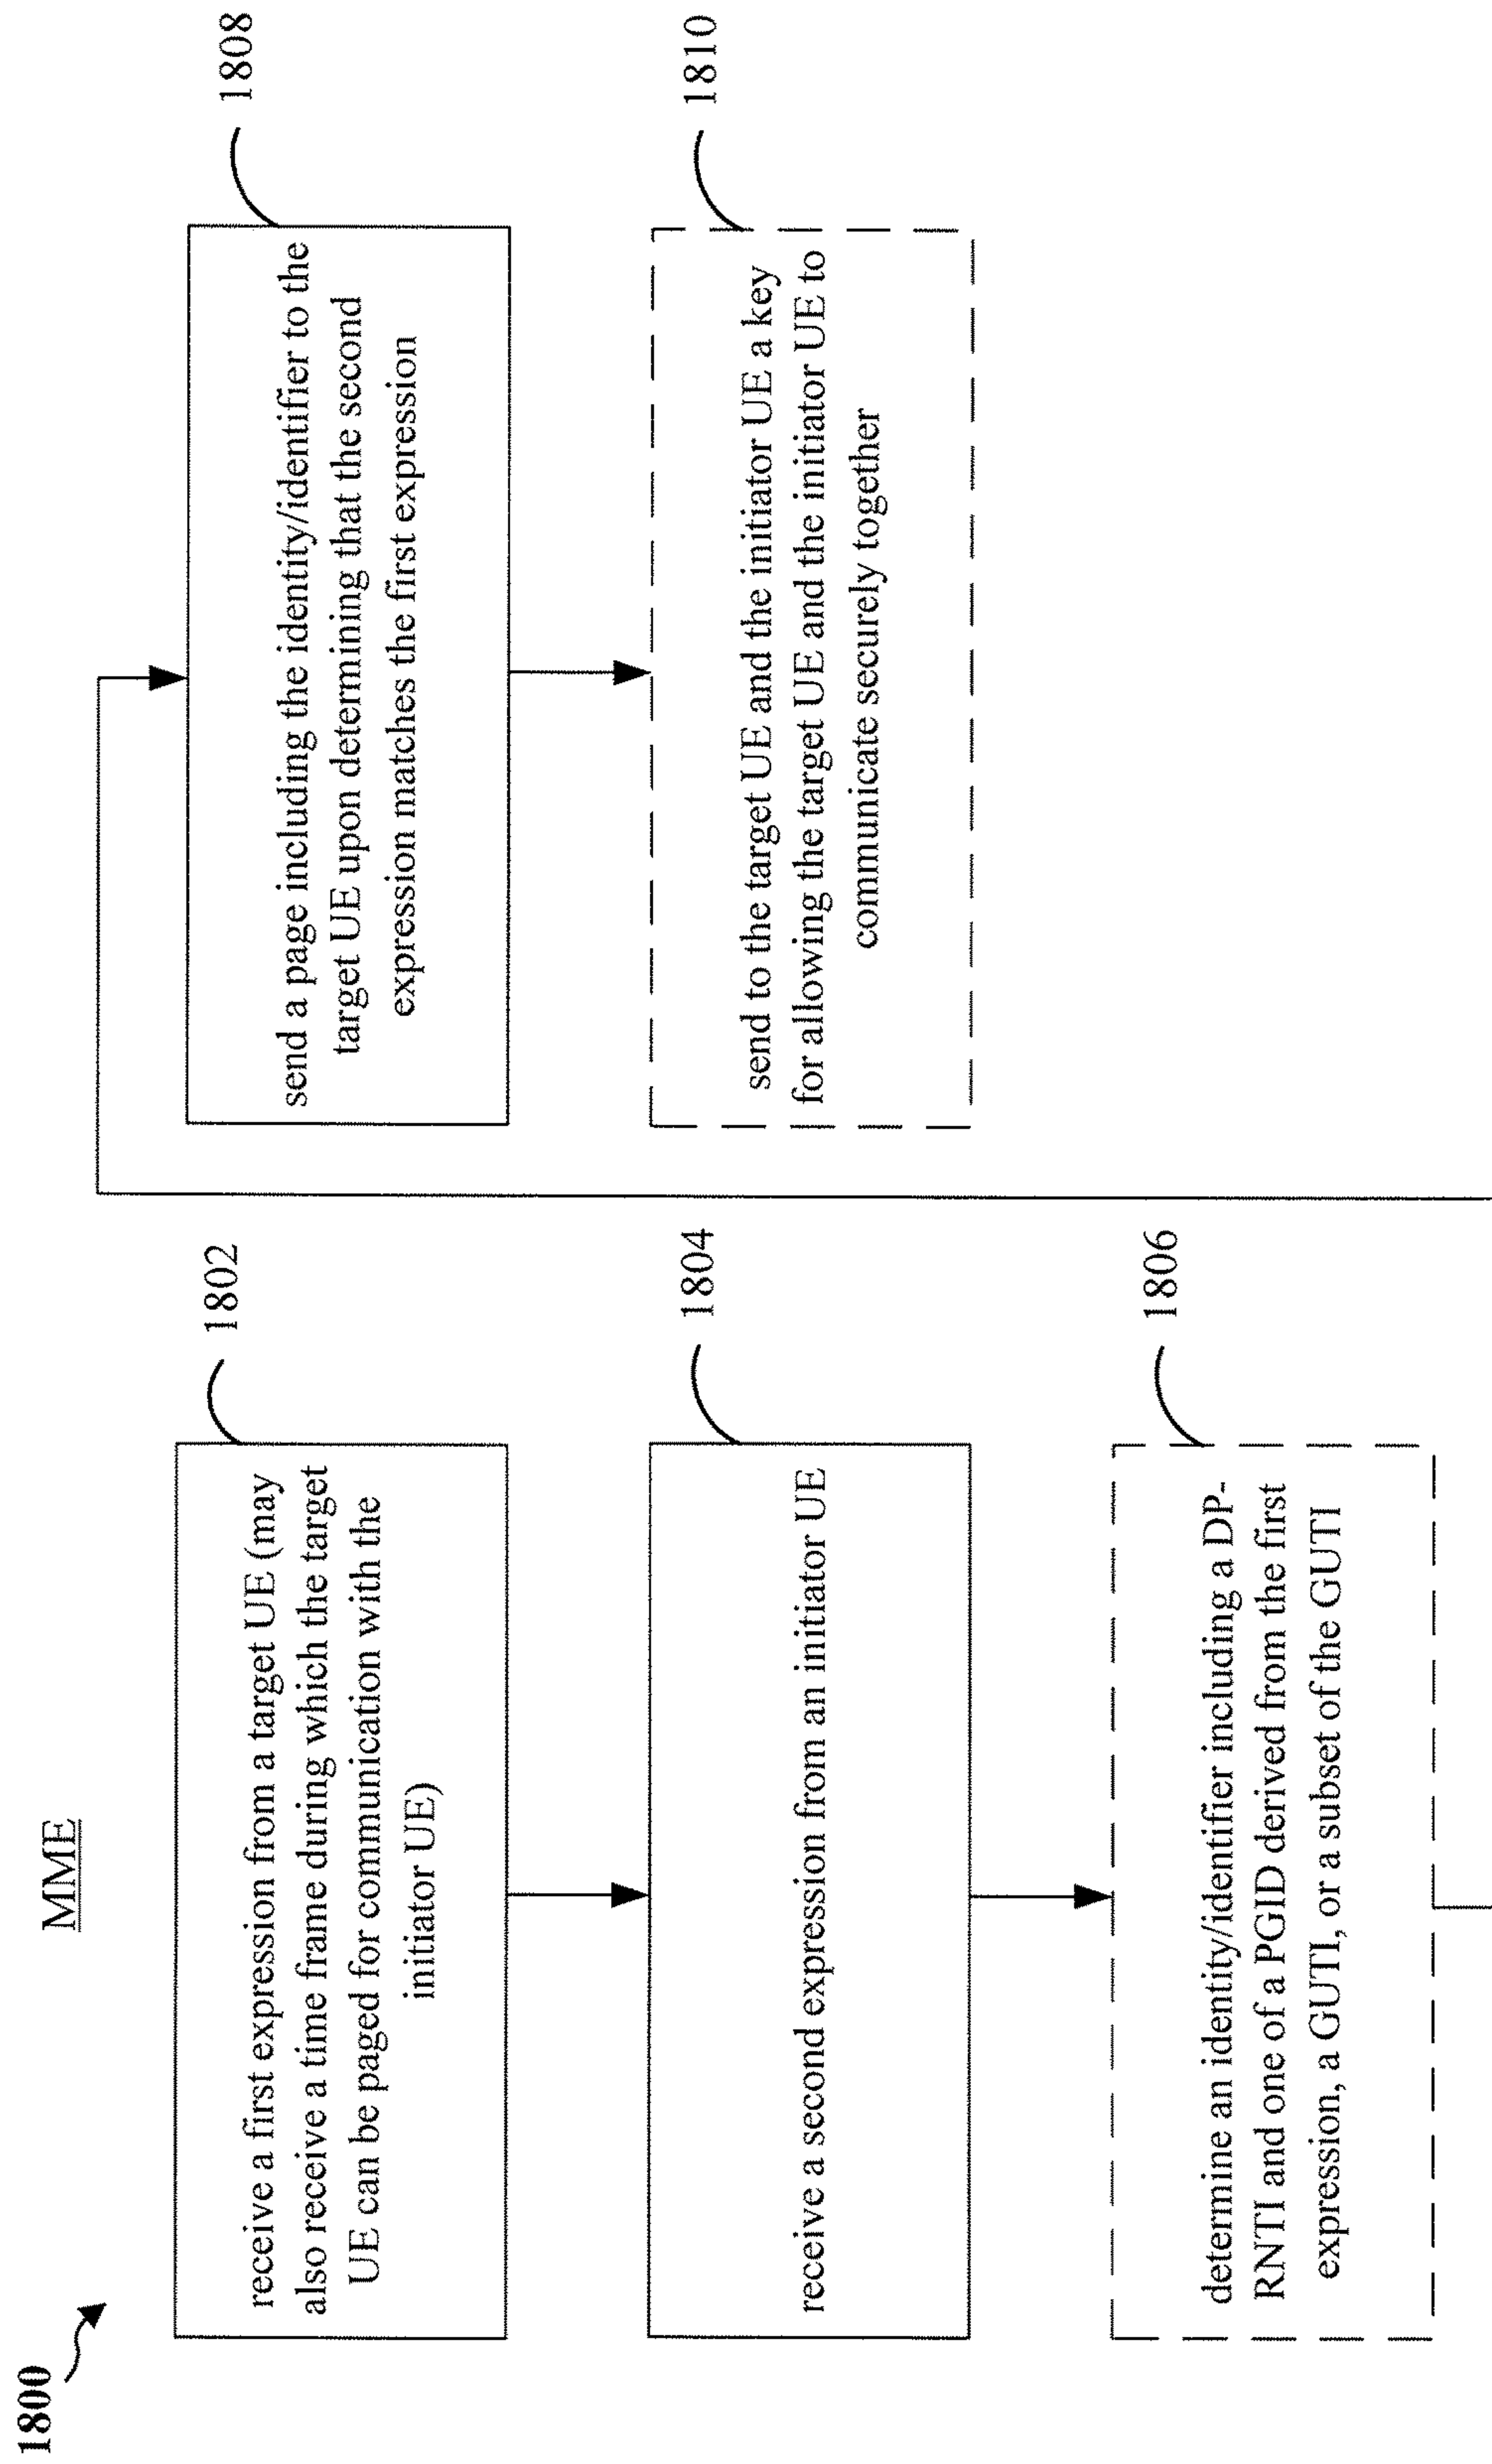 1800
MME
1802
receive a first expression from a target UE (may
also receive a time frame during which the target
UE can be paged for communication with the
initiator UE)
1804
receive a second expression from an initiator UE
1806
determine an identity/identifier including a DP-
RNTI and one of a PGID derived from the first
expression, a GUTI, or a subset of the GUTI
1808
send a page including the identity/identifier to the
target UE upon determining that the second
expression matches the first expression
1810
send to the target UE and the initiator UE a key
for allowing the target UE and the initiator UE to
communicate securely together